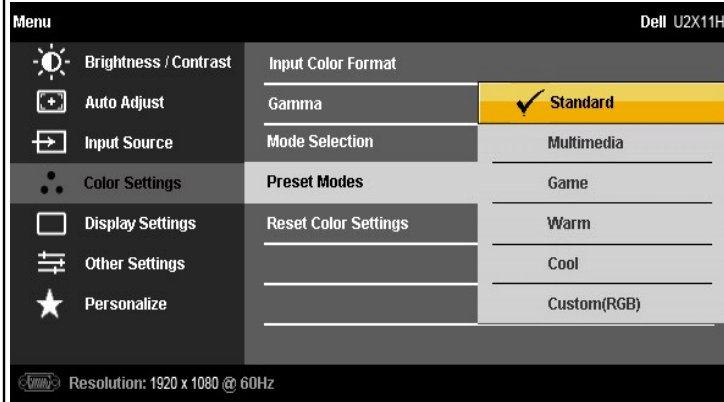 Menu Dell U2X11H
Brightness / Contrast Input Color Format
Auto Adjust Gamma Standard
Input Source Mode Selection Multimedia
Color Settings Preset Modes Game
Display Settings Reset Color Settings Warm
Other Settings Cool
Personalize Custom(RGB)
Resolution: 1920 x 1080 @ 60Hz